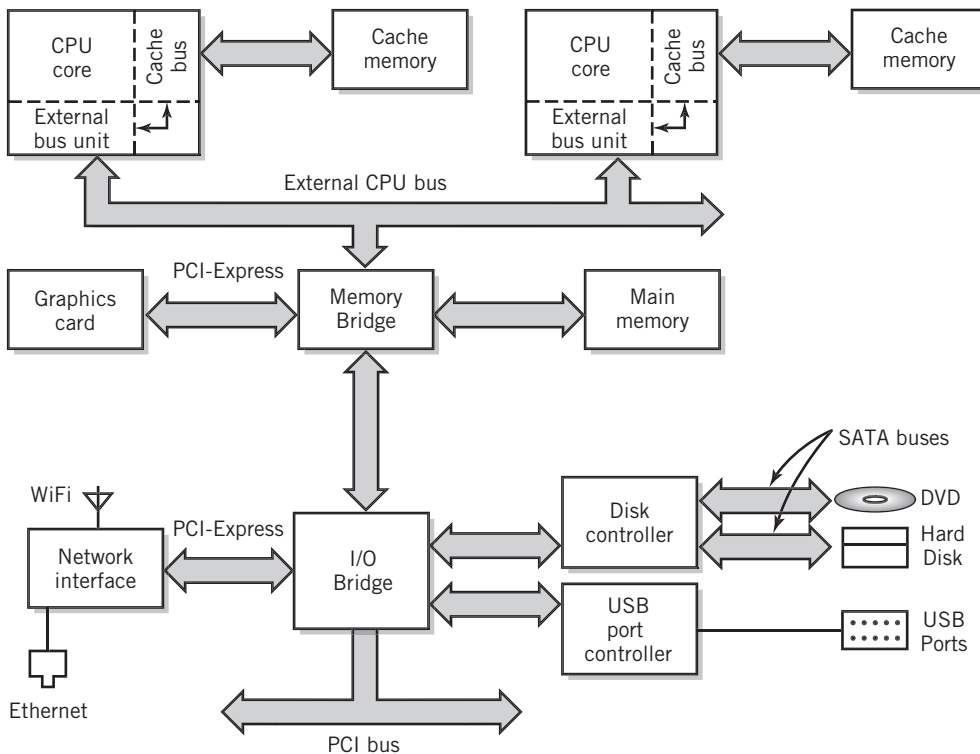 CPU
core
Cache
bus
External
bus unit
Cache
memory
CPU
core
Cache
bus
External
bus unit
Cache
memory
External CPU bus
PCI-Express
Graphics
card
Memory
Bridge
Main
memory
SATA buses
WiFi
PCI-Express
Network
interface
I/O
Bridge
Disk
controller
DVD
Hard
Disk
USB
port
controller
USB
Ports
Ethernet
PCI bus